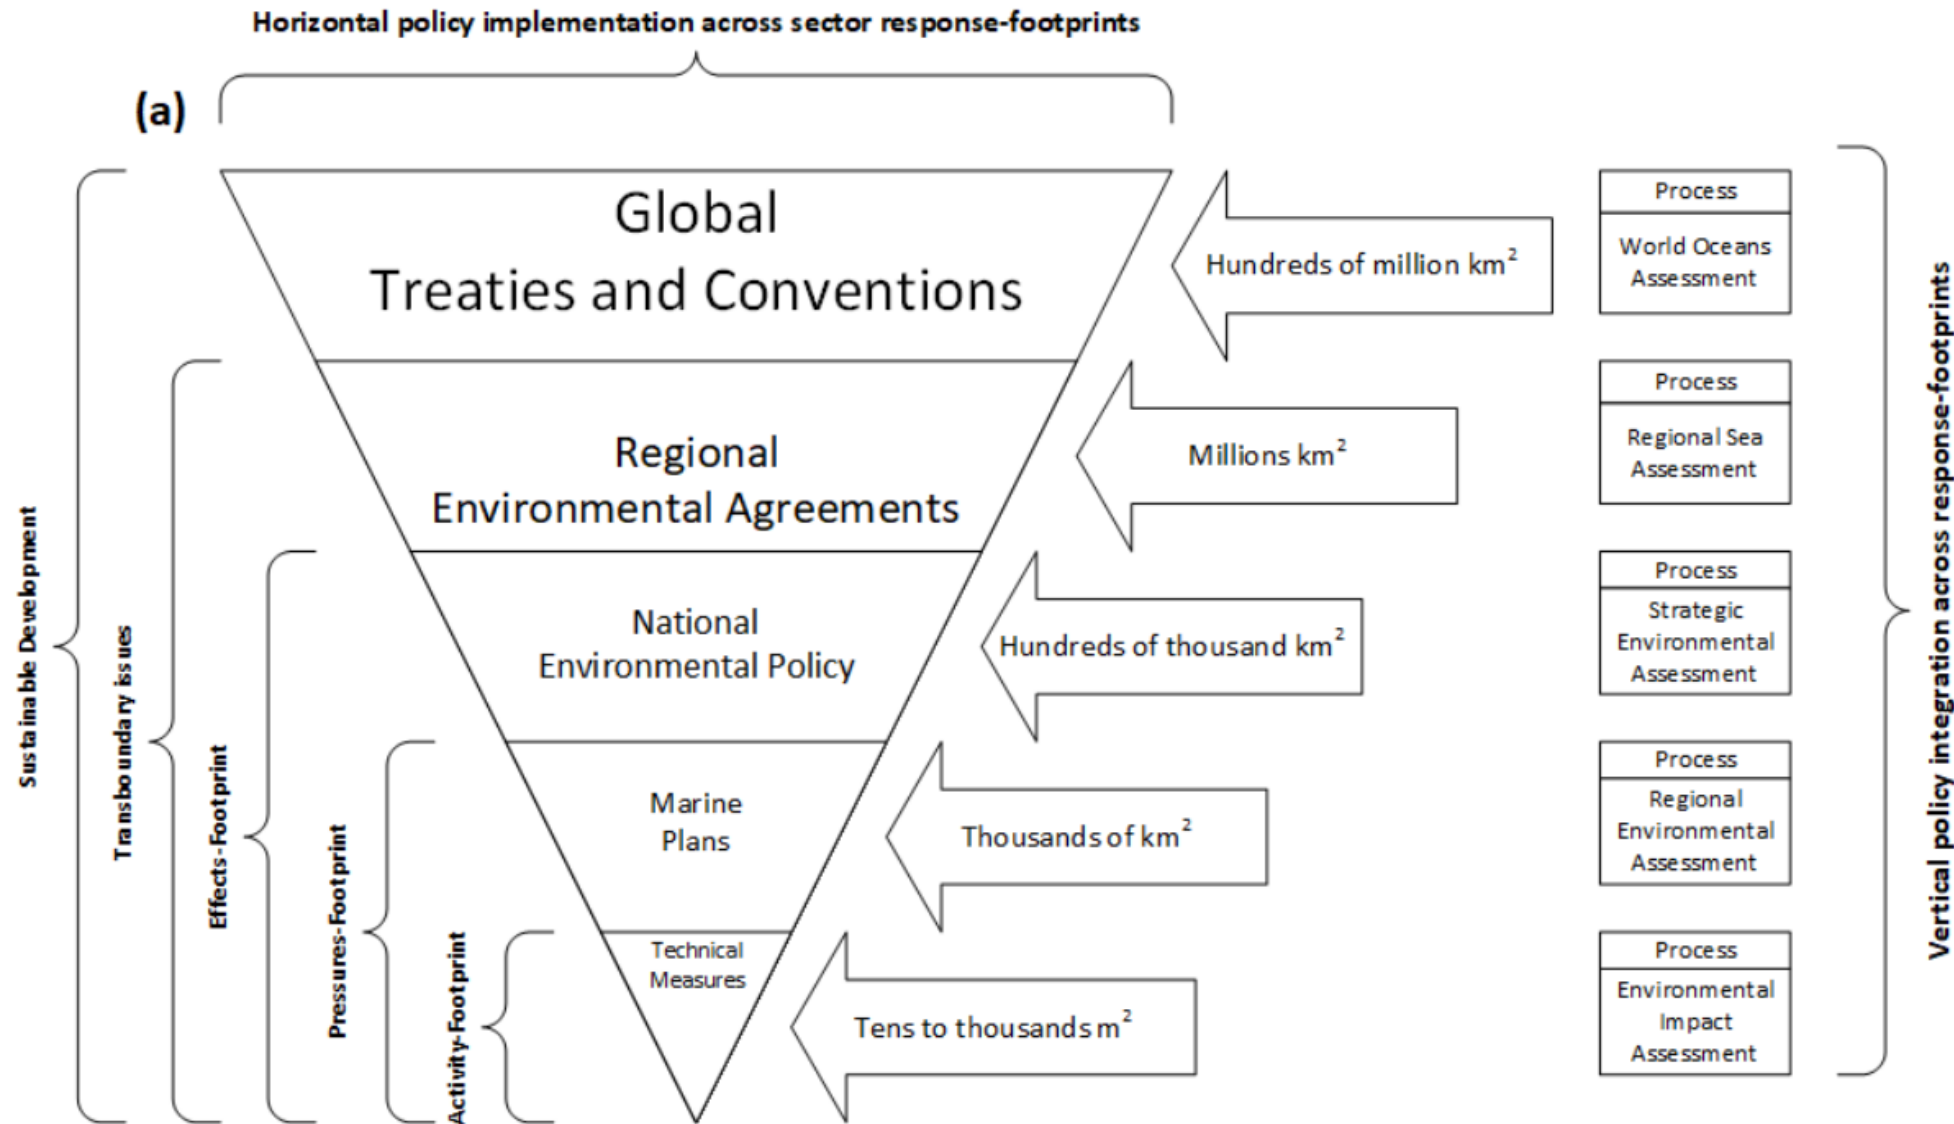 Horizontal policy implementation across sector response-footprints
(a)
Global
Treaties and Conventions
Hundreds of million km²
Process
World Oceans
Assessment
Regional
Environmental Agreements
Millions km²
Process
Regional Sea
Assessment
National
Environmental Policy
Hundreds of thousand km²
Process
Strategic
Environmental
Assessment
Marine
Plans
Thousands of km²
Process
Regional
Environmental
Assessment
Technical
Measures
Tens to thousands m²
Process
Environmental
Impact
Assessment
Sustainable Development
Transboundary issues
Effects-Footprint
Pressures-Footprint
Activity-Footprint
Vertical policy integration across response-footprints